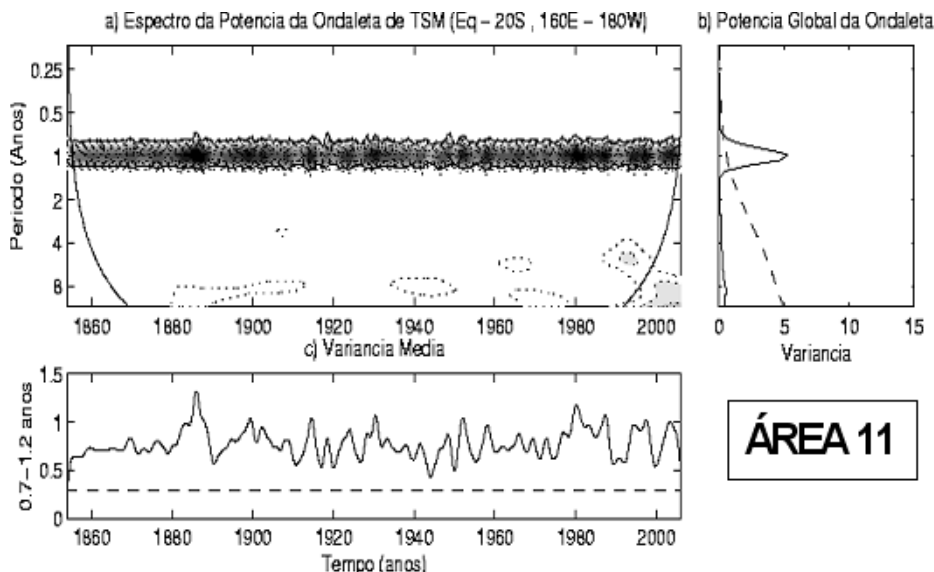 a) Espectro da Potencia da Ondaleta de TSM (Eq – 20S , 160E – 180W)
b) Potencia Global da Ondaleta
Periodo (Anos)
0.25
0.5
1
2
4
8
1860 1880 1900 1920 1940 1960 1980 2000
0 5 10 15
Variancia
c) Variancia Media
0.7–1.2 anos
1.5
1
0.5
0
1860 1880 1900 1920 1940 1960 1980 2000
Tempo (anos)
ÁREA 11